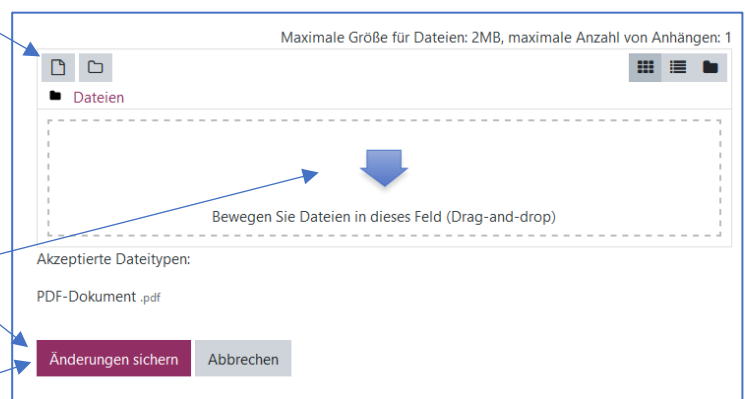 Maximale Größe für Dateien: 2MB, maximale Anzahl von Anhängen: 1
Dateien
Bewegen Sie Dateien in dieses Feld (Drag-and-drop)
Akzeptierte Dateitypen:
PDF-Dokument .pdf
Änderungen sichern Abbrechen